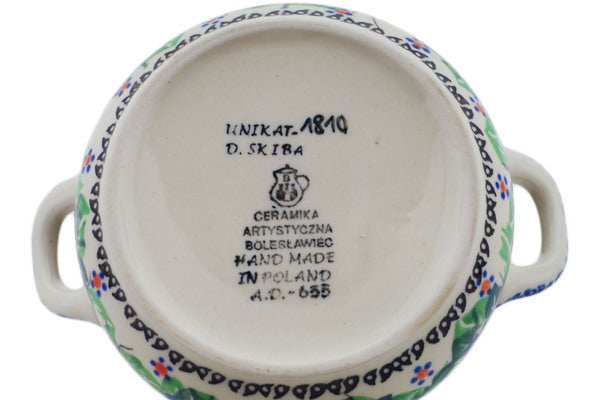 UNIKAT-1810
D. SKIBA
CERAMIKA
ARTYSTYCZNA
BOLESŁAWIEC
HAND MADE
IN POLAND
A.D.-655